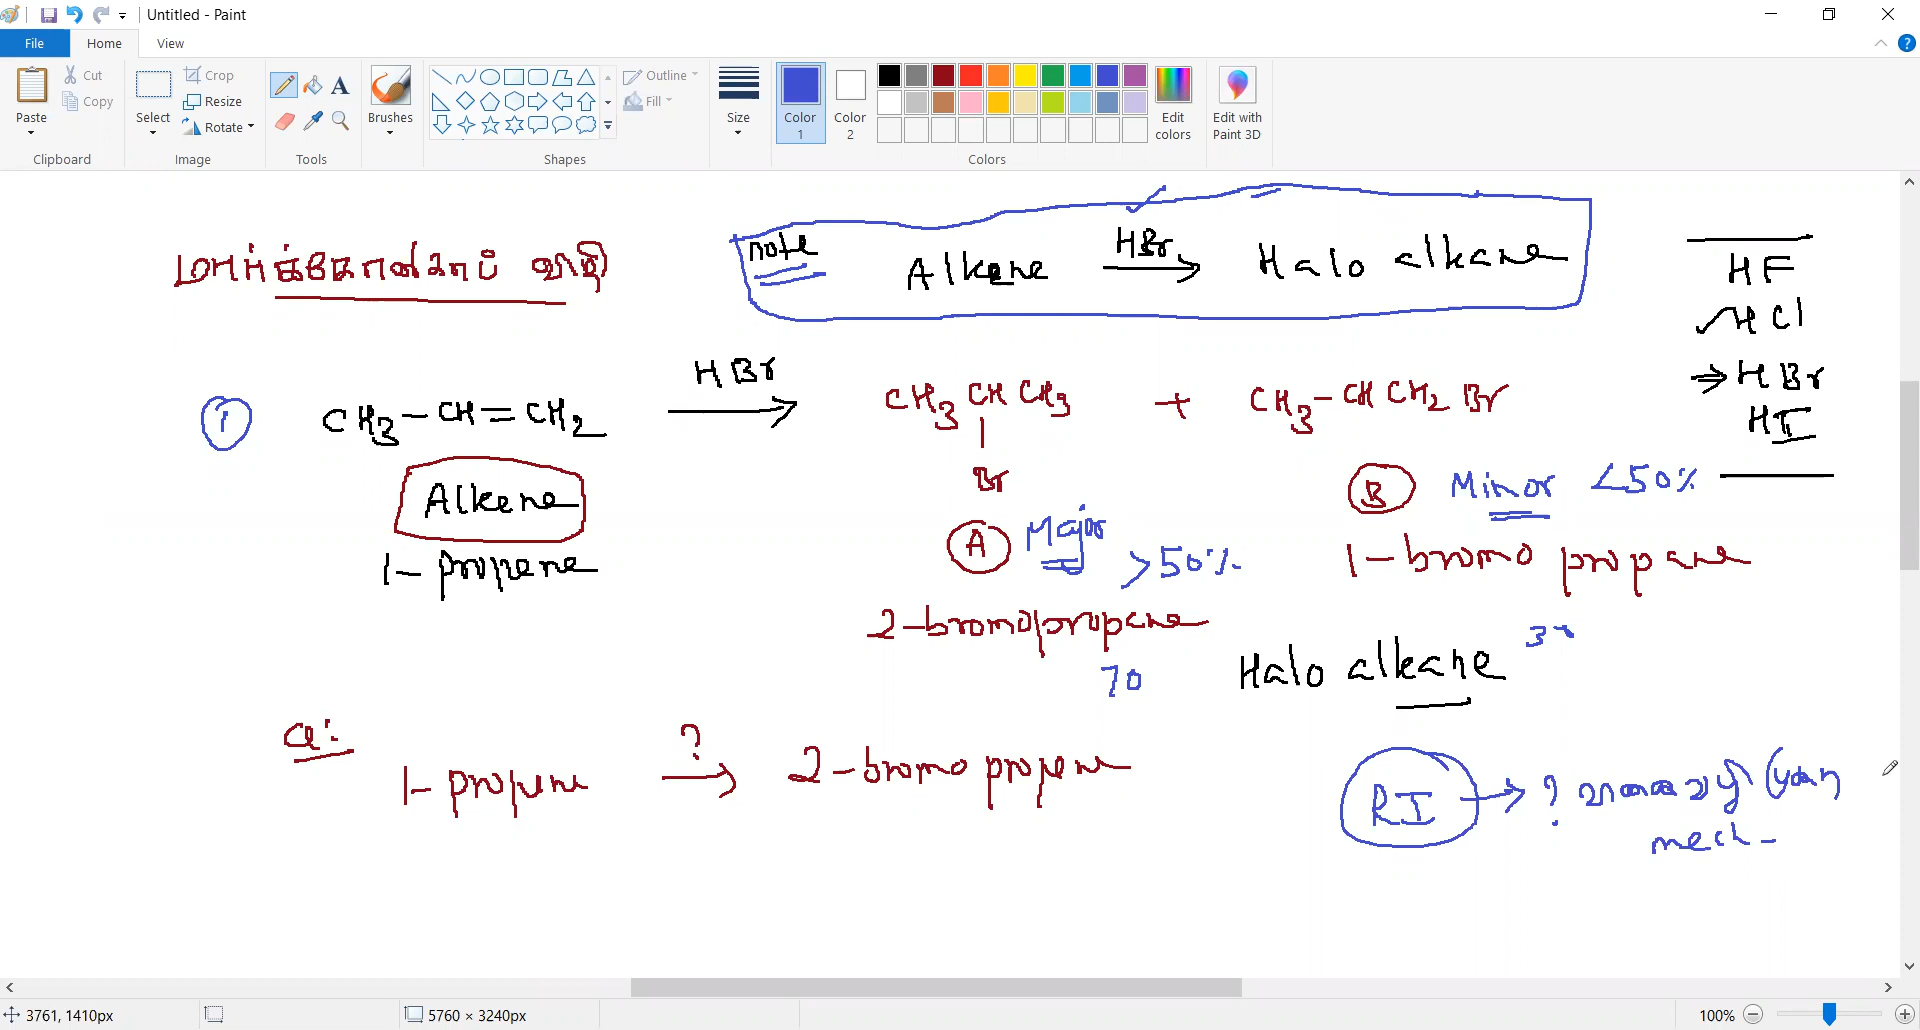 Untitled - Paint
File Home View
Paste
Cut
Copy
Clipboard
Select
Crop
Resize
Rotate
Image
Tools
Brushes
Shapes
Outline
Fill
Size
Color 1
Color 2
Colors
Edit colors
Edit with Paint 3D
note
Alkene HBr Halo alkane
HF
HCl
HBr
HI
1
CH3-CH=CH2 HBr CH3 CH CH3 + CH3-CH CH2 Br
Br
Alkene
1- propene
A Major >50%
2-bromopropane
70
B Minor <50%
1-bromo propane
Halo alkane
Q:
1- propene ? 2-bromo propene
RI ?
mech-
3761, 1410px
5760 × 3240px
100%